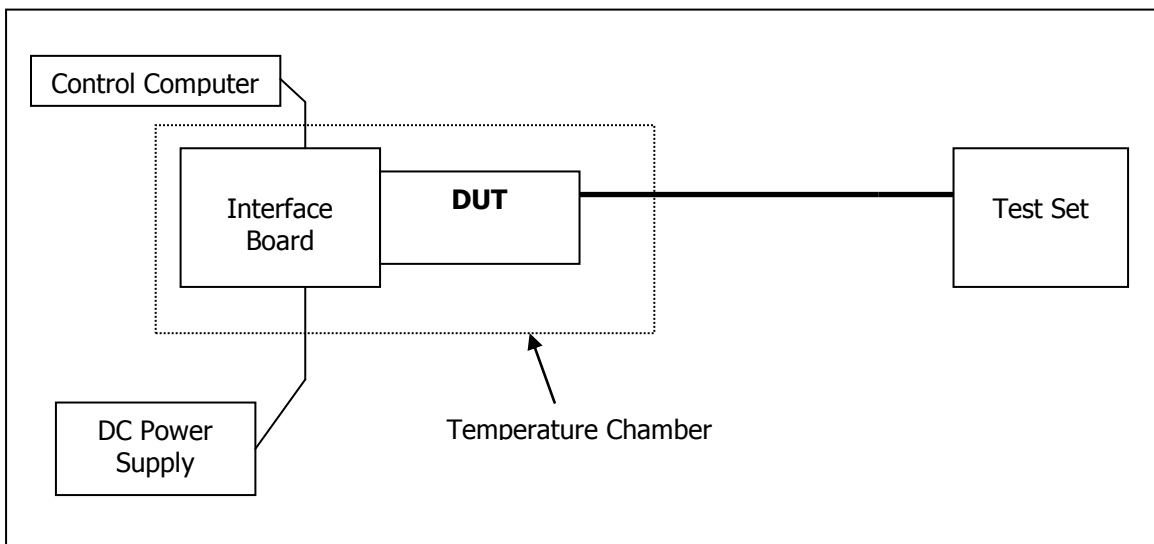 Control Computer
Interface
Board
DUT
Test Set
DC Power
Supply
Temperature Chamber